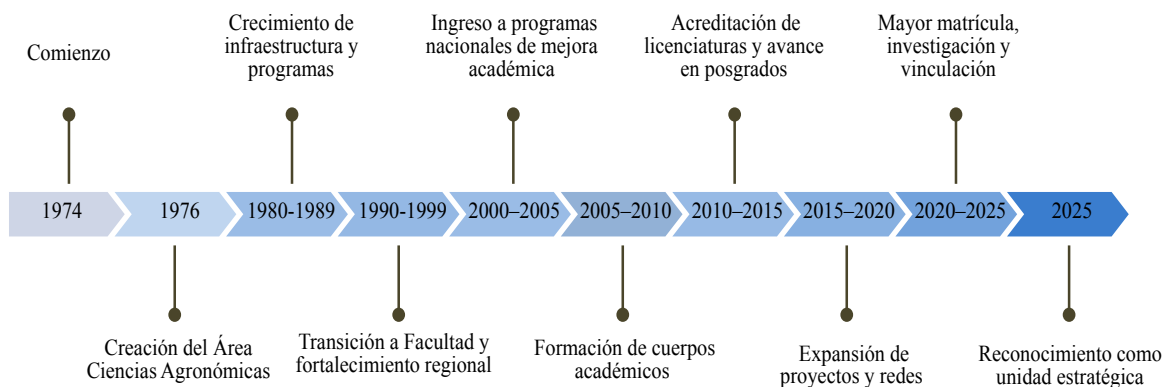 Comienzo
Crecimiento de
infraestructura y
programas
Ingreso a programas
nacionales de mejora
académica
Acreditación de
licenciaturas y avance
en posgrados
Mayor matrícula,
investigación y
vinculación
1974
1976
1980-1989
1990-1999
2000–2005
2005–2010
2010–2015
2015–2020
2020–2025
2025
Creación del Área
Ciencias Agronómicas
Transición a Facultad y
fortalecimiento regional
Formación de cuerpos
académicos
Expansión de
proyectos y redes
Reconocimiento como
unidad estratégica